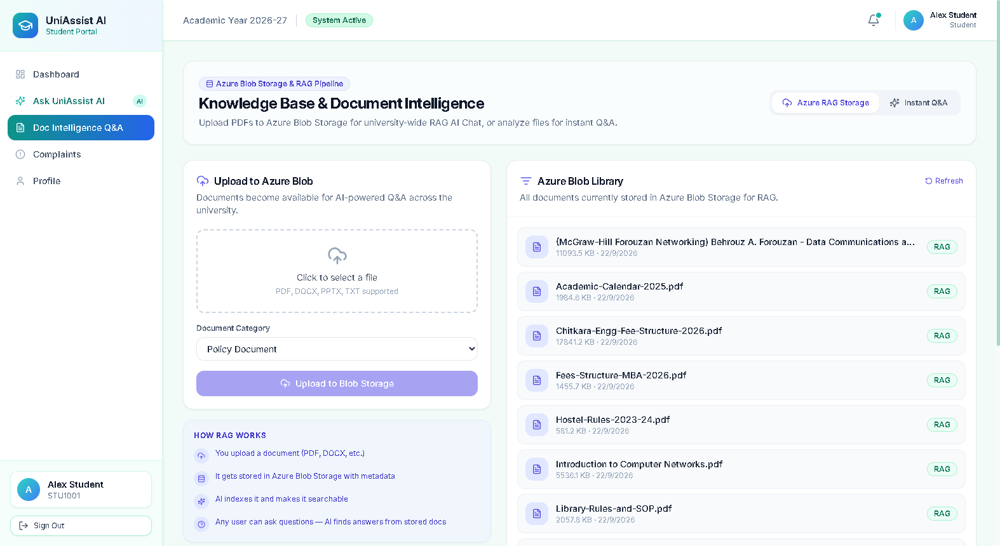 UniAssist AI
Student Portal
Dashboard
Ask UniAssist AI
AI
Doc Intelligence Q&A
Complaints
Profile
A
Alex Student
STU1001
Sign Out
Academic Year 2026-27
System Active
A
Alex Student
Student
Azure Blob Storage & RAG Pipeline
Knowledge Base & Document Intelligence
Upload PDFs to Azure Blob Storage for university-wide RAG AI Chat, or analyze files for instant Q&A.
Azure RAG Storage
Instant Q&A
Upload to Azure Blob
Documents become available for AI-powered Q&A across the
university.
Click to select a file
PDF, DOCX, PPTX, TXT supported
Document Category
Policy Document
Upload to Blob Storage
HOW RAG WORKS
You upload a document (PDF, DOCX, etc.)
It gets stored in Azure Blob Storage with metadata
AI indexes it and makes it searchable
Any user can ask questions — AI finds answers from stored docs
Azure Blob Library
Refresh
All documents currently stored in Azure Blob Storage for RAG.
(McGraw-Hill Forouzan Networking) Behrouz A. Forouzan - Data Communications a...
11093.5 KB · 22/9/2026
RAG
Academic-Calendar-2025.pdf
1984.6 KB · 22/9/2026
RAG
Chitkara-Engg-Fee-Structure-2026.pdf
17841.2 KB · 22/9/2026
RAG
Fees-Structure-MBA-2026.pdf
1455.7 KB · 22/9/2026
RAG
Hostel-Rules-2023-24.pdf
581.2 KB · 22/9/2026
RAG
Introduction to Computer Networks.pdf
5536.1 KB · 22/9/2026
RAG
Library-Rules-and-SOP.pdf
2057.8 KB · 22/9/2026
RAG